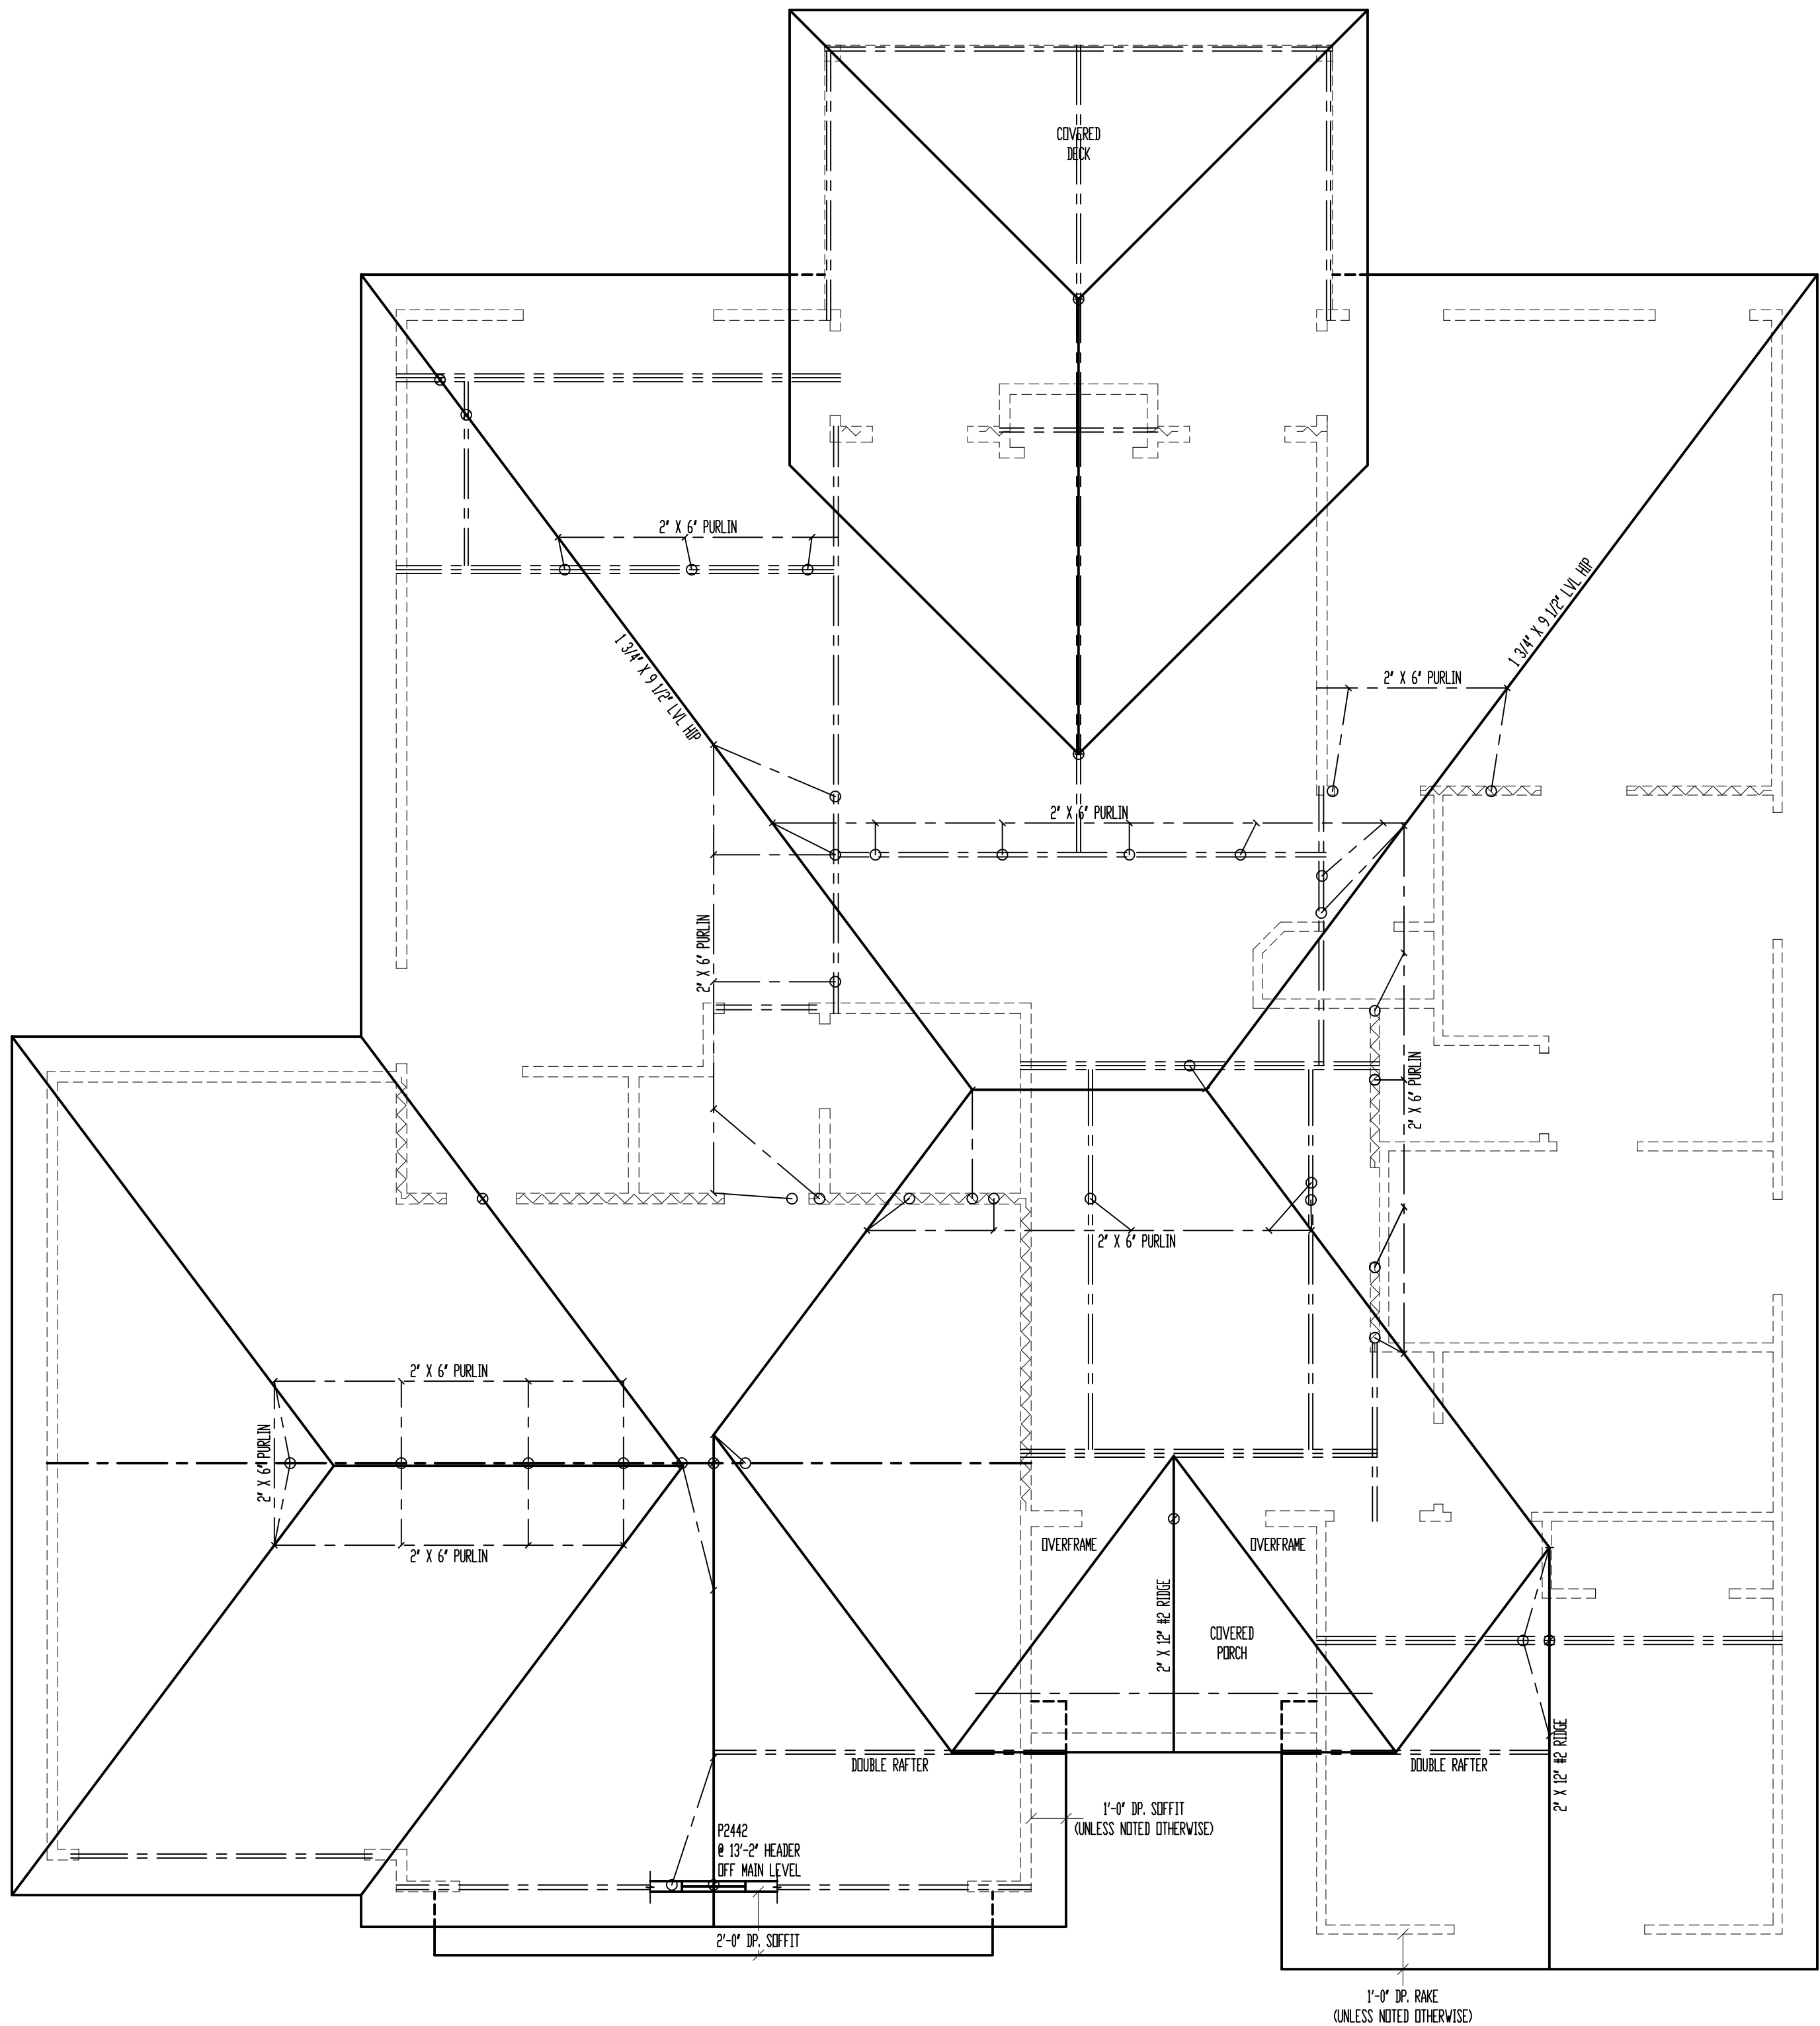 COVERED
DECK
2" X 6" PURLIN
1 3/4" X 9 1/2" LVL HIP
1 3/4" X 9 1/2" LVL HIP
2" X 6" PURLIN
2" X 6" PURLIN
2" X 6" PURLIN
2" X 6" PURLIN
2" X 6" PURLIN
2" X 6" PURLIN
2" X 6" PURLIN
2" X 6" PURLIN
OVERFRAME
OVERFRAME
2" X 12" #2 RIDGE
COVERED
PORCH
2" X 12" #2 RIDGE
DOUBLE RAFTER
DOUBLE RAFTER
1'-0" DP. SOFFIT
(UNLESS NOTED OTHERWISE)
P2442
@ 13'-2" HEADER
OFF MAIN LEVEL
2'-0" DP. SOFFIT
1'-0" DP. RAKE
(UNLESS NOTED OTHERWISE)